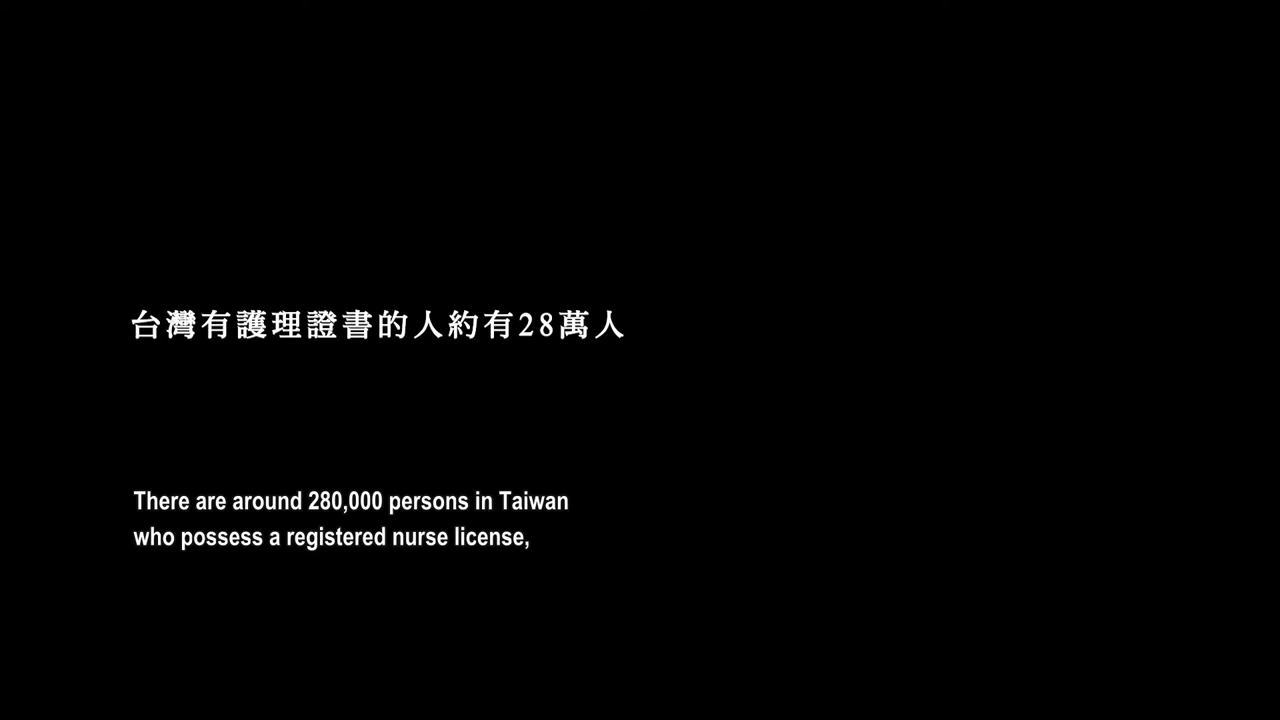 台灣有護理證書的人約有28萬人
There are around 280,000 persons in Taiwan
who possess a registered nurse license,